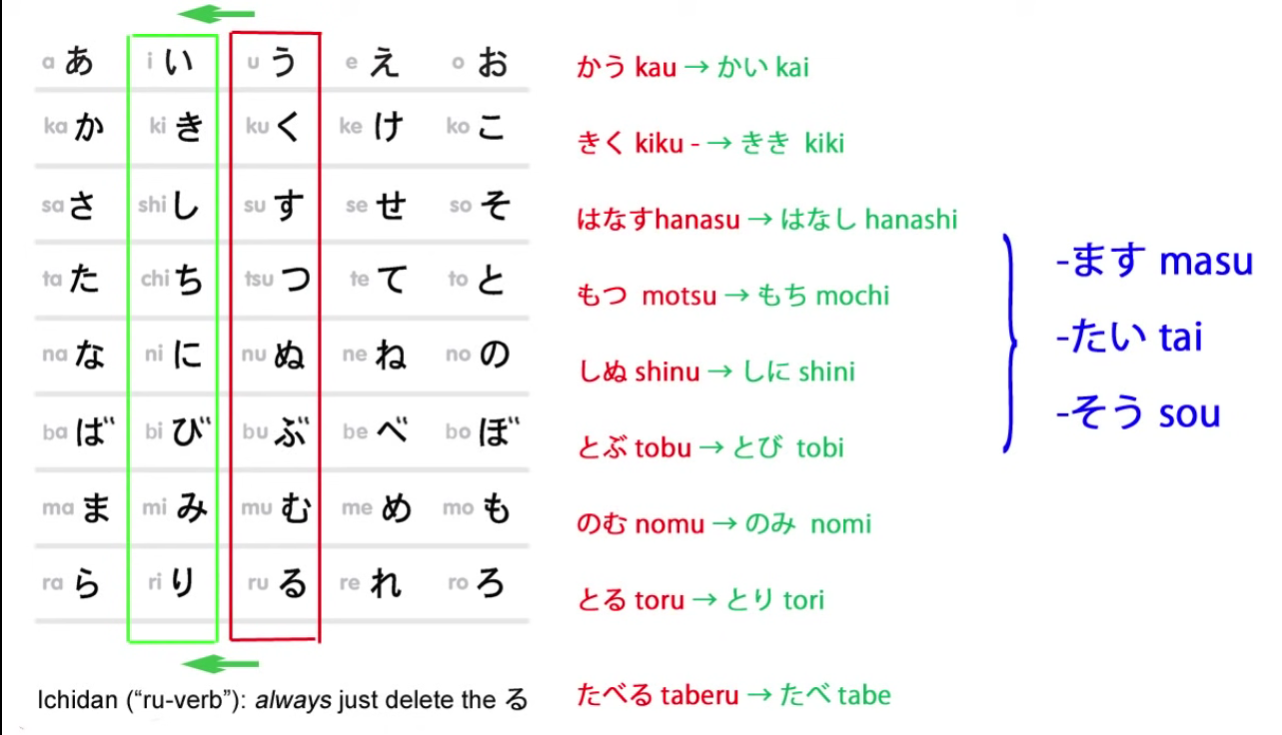 a あ i い u う e え o お
ka か ki き ku く ke け ko こ
sa さ shi し su す se せ so そ
ta た chi ち tsu つ te て to と
na な ni に nu ぬ ne ね no の
ba ば bi び bu ぶ be べ bo ぼ
ma ま mi み mu む me め mo も
ra ら ri り ru る re れ ro ろ
Ichidan (“ru-verb”): always just delete the る
かう kau → かい kai
きく kiku - → きき kiki
はなすhanasu → はなし hanashi
もつ motsu → もち mochi
しぬ shinu → しに shini
とぶ tobu → とび tobi
のむ nomu → のみ nomi
とる toru → とり tori
たべる taberu → たべ tabe
-ます masu
-たい tai
-そう sou